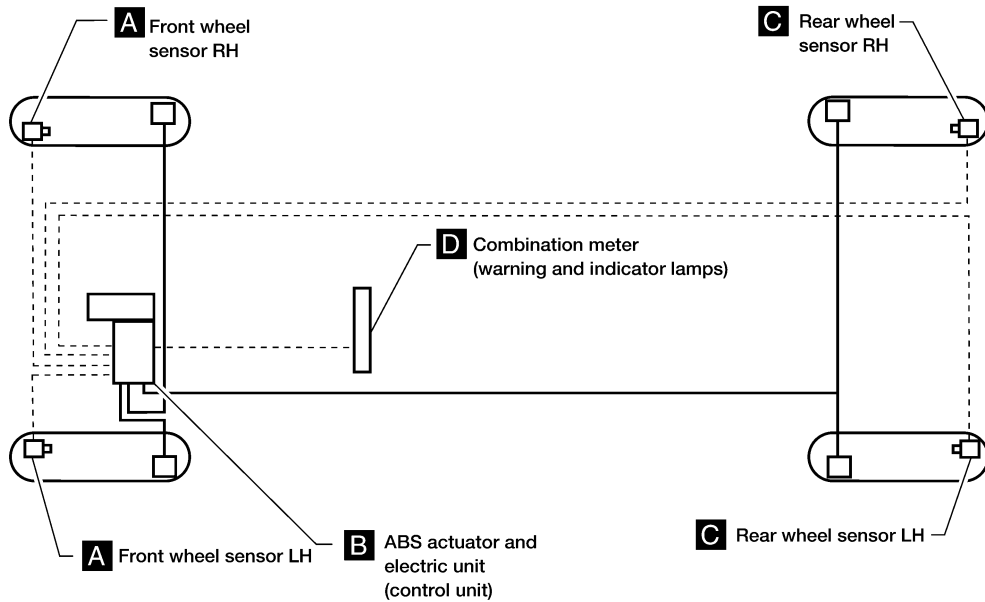 A Front wheel
sensor RH
C Rear wheel
sensor RH
D Combination meter
(warning and indicator lamps)
A Front wheel sensor LH
B ABS actuator and
electric unit
(control unit)
C Rear wheel sensor LH